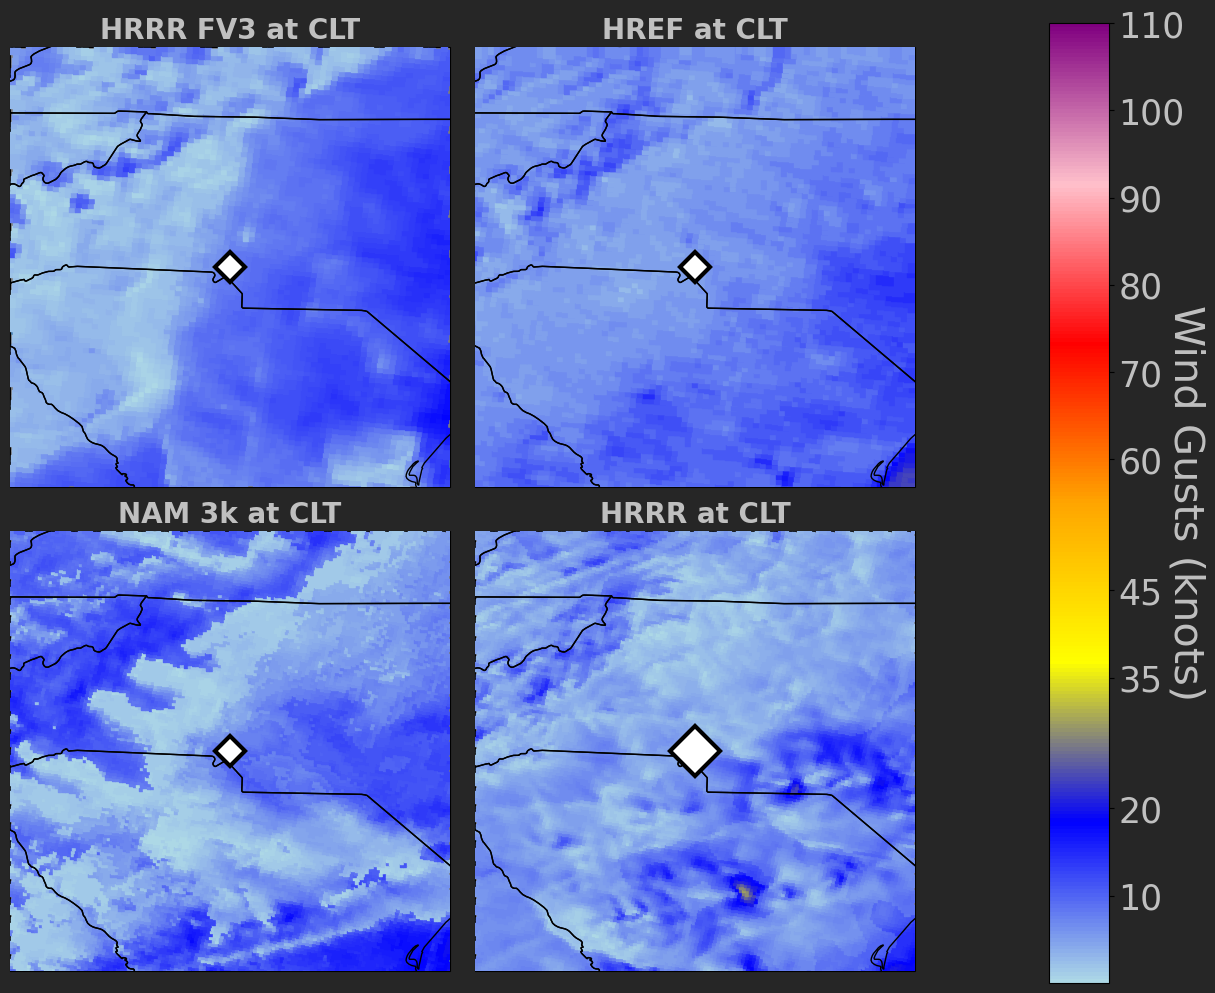 HRRR FV3 at CLT
HREF at CLT
NAM 3k at CLT
HRRR at CLT
110
100
90
80
70
60
45
35
20
10
Wind Gusts (knots)